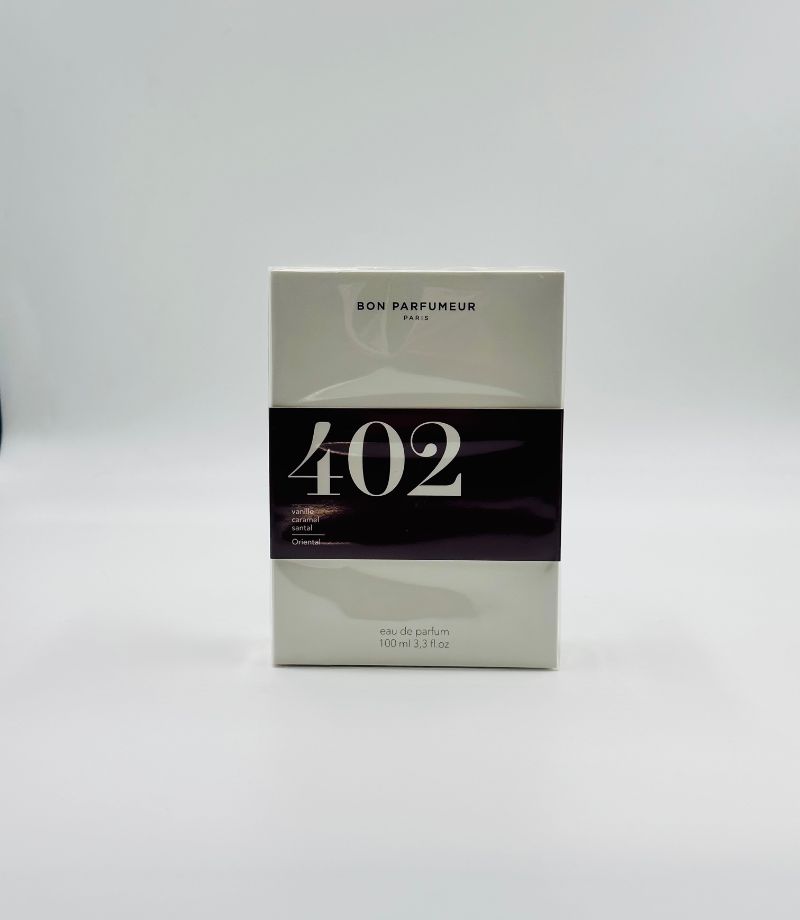 BON PARFUMEUR
PARIS
402
vanille
caramel
santal
Oriental
eau de parfum
100 ml 3,3 fl.oz